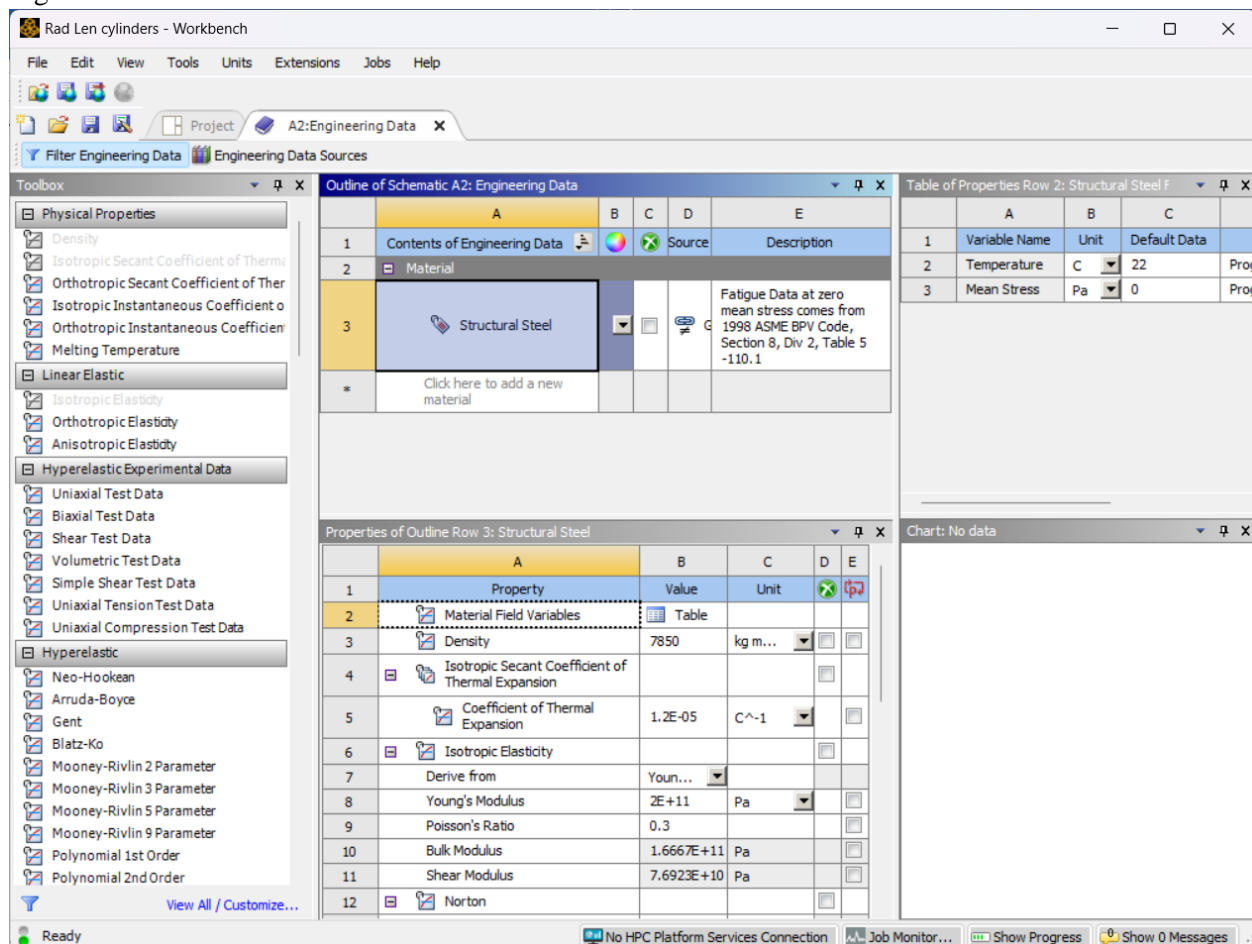 Rad Len cylinders - Workbench
File Edit View Tools Units Extensions Jobs Help
Project A2:Engineering Data
Filter Engineering Data Engineering Data Sources
Toolbox
Physical Properties
Density
Isotropic Secant Coefficient of Therma
Orthotropic Secant Coefficient of Ther
Isotropic Instantaneous Coefficient o
Orthotropic Instantaneous Coefficien
Melting Temperature
Linear Elastic
Isotropic Elasticity
Orthotropic Elasticity
Anisotropic Elasticity
Hyperelastic Experimental Data
Uniaxial Test Data
Biaxial Test Data
Shear Test Data
Volumetric Test Data
Simple Shear Test Data
Uniaxial Tension Test Data
Uniaxial Compression Test Data
Hyperelastic
Neo-Hookean
Arruda-Boyce
Gent
Blatz-Ko
Mooney-Rivlin 2 Parameter
Mooney-Rivlin 3 Parameter
Mooney-Rivlin 5 Parameter
Mooney-Rivlin 9 Parameter
Polynomial 1st Order
Polynomial 2nd Order
View All / Customize...
Outline of Schematic A2: Engineering Data
A B C D E
1 Contents of Engineering Data Source Description
2 Material
3 Structural Steel G Fatigue Data at zero
mean stress comes from
1998 ASME BPV Code,
Section 8, Div 2, Table 5
-110.1
* Click here to add a new
material
Properties of Outline Row 3: Structural Steel
A B C D E
1 Property Value Unit
2 Material Field Variables Table
3 Density 7850 kg m...
4 Isotropic Secant Coefficient of
Thermal Expansion
5 Coefficient of Thermal
Expansion 1.2E-05 C^-1
6 Isotropic Elasticity
7 Derive from Youn...
8 Young's Modulus 2E+11 Pa
9 Poisson's Ratio 0.3
10 Bulk Modulus 1.6667E+11 Pa
11 Shear Modulus 7.6923E+10 Pa
12 Norton
Table of Properties Row 2: Structural Steel F
A B C
1 Variable Name Unit Default Data
2 Temperature C 22 Prog
3 Mean Stress Pa 0 Prog
Chart: No data
Ready No HPC Platform Services Connection Job Monitor... Show Progress 0 Show 0 Messages